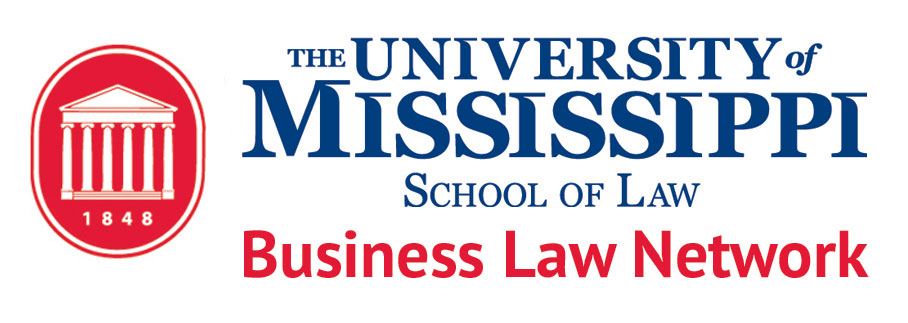 1848
THE UNIVERSITY of
MISSISSIPPI
SCHOOL OF LAW
Business Law Network